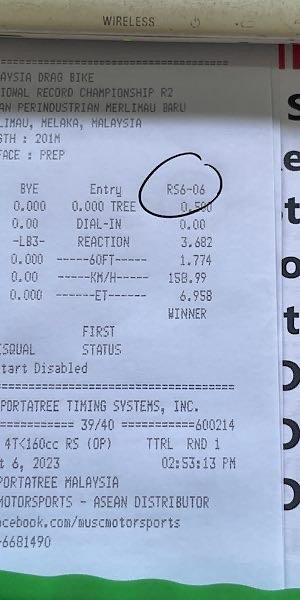 WIRELESS
AYSIA DRAG BIKE
IONAL RECORD CHAMPIONSHIP R2
AN PERINDUSTRIAN MERLIMAU BARU
LIMAU, MELAKA, MALAYSIA
GTH : 201M
FACE : PREP
BYE Entry RS6-06
0.000 0.000 TREE 0.500
0.00 DIAL-IN 0.00
-LB3- REACTION 3.682
0.000 ----60FT---- 1.774
0.00 -----KM/H----- 158.99
0.000 ------ET------ 6.958
WINNER
FIRST
ISQUAL STATUS
tart Disabled
PORTATREE TIMING SYSTEMS, INC.
============ 39/40 ===========600214
4T<160cc RS (OP) TTRL RND 1
t 6, 2023 02:53:13 PM
PORTATREE MALAYSIA
MOTORSPORTS - ASEAN DISTRIBUTOR
acebook.com/muscmotorsports
-6681490